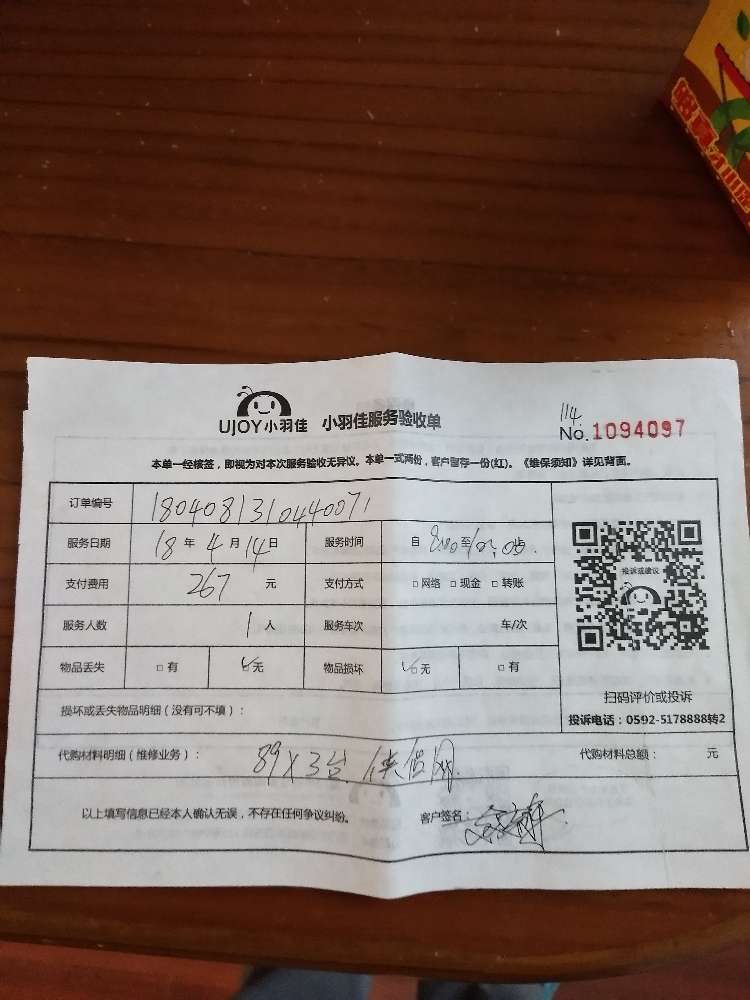 UJOY小羽佳 小羽佳服务验收单
114.
No. 1094097
本单一经核签，即视为对本次服务验收无异议。本单一式两份，客户留存一份(红)。《维保须知》详见背面。
订单编号 1804081310440071
服务日期 18 年 4 月 14 日 服务时间 自 8:00 至
支付费用 267 元 支付方式 □ 网络 □ 现金 □ 转账
服务人数 1 人 服务车次 车/次
物品丢失 □ 有 ☑ 无 物品损坏 ☑ 无 □ 有
投诉或建议
扫码评价或投诉
投诉电话：0592-5178888转2
损坏或丢失物品明细（没有可不填）：
代购材料明细（维修业务）： 89X3台 代购材料总额： 元
以上填写信息已经本人确认无误，不存在任何争议纠纷。 客户签名：